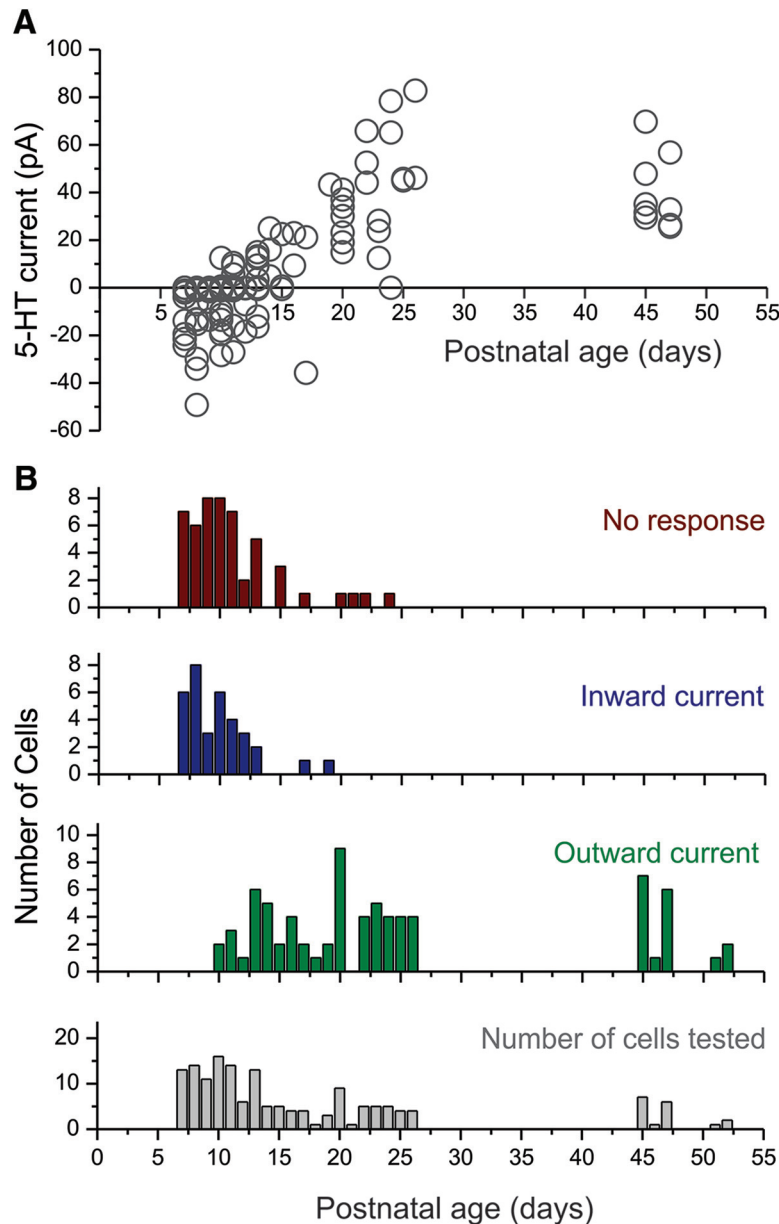 A
100
80
60
40
20
0
-20
-40
-60
5-HT current (pA)
5 15 20 25 30 35 40 45 50 55
Postnatal age (days)
B
8
6
4
2
0
No response
8
6
4
2
0
Inward current
Number of Cells
10
8
6
4
2
0
Outward current
20
10
0
Number of cells tested
0 5 10 15 20 25 30 35 40 45 50 55
Postnatal age (days)